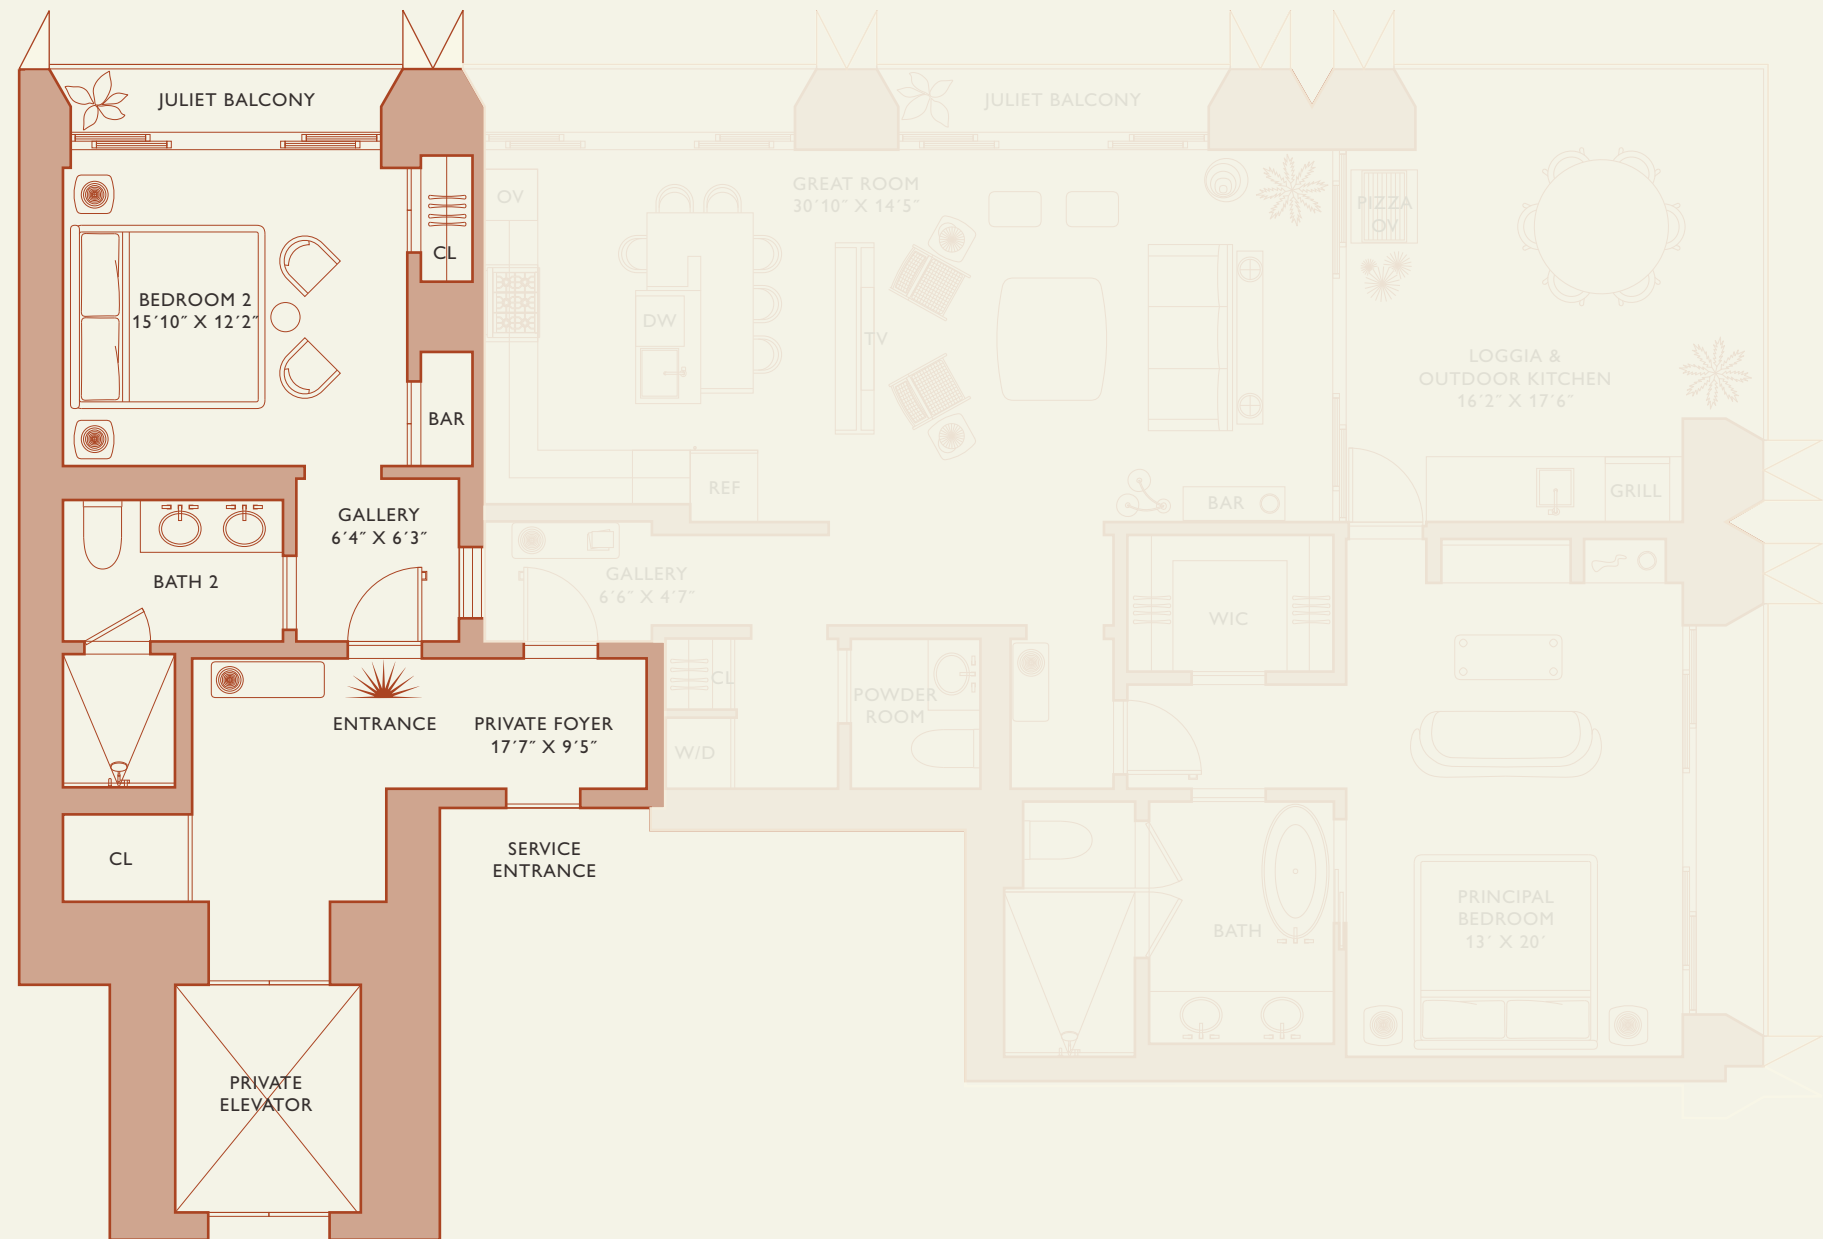 JULIET BALCONY
CL
BEDROOM 2
15´10˝ X 12´2˝
BAR
GALLERY
6´4˝ X 6´3˝
BATH 2
ENTRANCE
PRIVATE FOYER
17´7˝ X 9´5˝
CL
SERVICE
ENTRANCE
PRIVATE
ELEVATOR
JULIET BALCONY
GREAT ROOM
30´10˝ X 14´5˝
OV
DW
TV
REF
BAR
PIZZA
OV
LOGGIA &
OUTDOOR KITCHEN
16´2˝ X 17´6˝
GRILL
GALLERY
6´6˝ X 4´7˝
WIC
CL
POWDER
ROOM
W/D
BATH
PRINCIPAL
BEDROOM
13´ X 20´